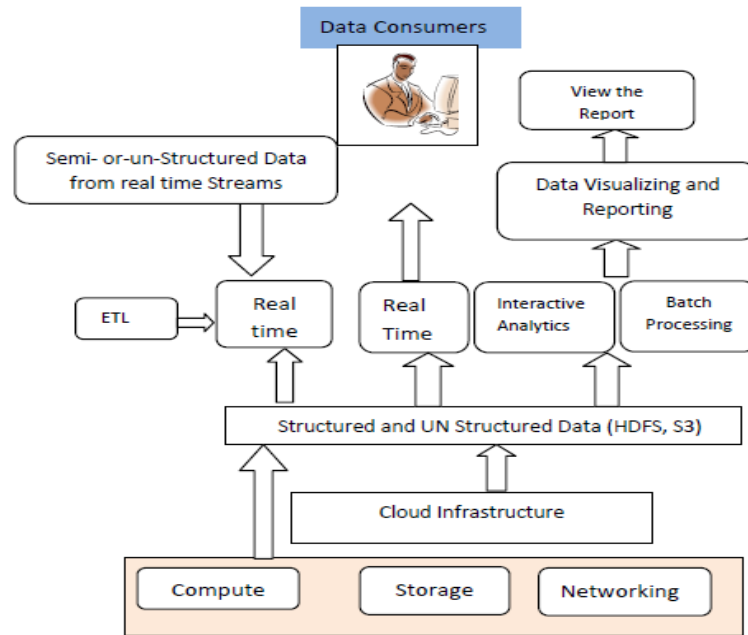 Data Consumers
View the
Report
Semi- or-un-Structured Data
from real time Streams
Data Visualizing and
Reporting
ETL
Real
time
Real
Time
Interactive
Analytics
Batch
Processing
Structured and UN Structured Data (HDFS, S3)
Cloud Infrastructure
Compute
Storage
Networking